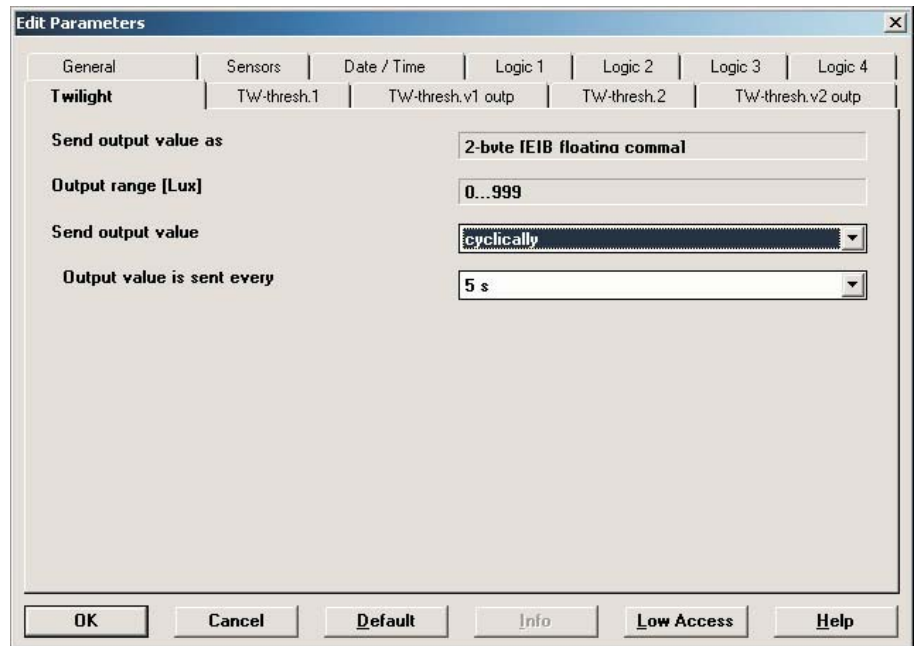 Edit Parameters
General Sensors Date / Time Logic 1 Logic 2 Logic 3 Logic 4
Twilight TW-thresh.1 TW-thresh.v1 outp TW-thresh.2 TW-thresh.v2 outp
Send output value as 2-byte [EIB floating comma]
Output range [Lux] 0...999
Send output value cyclically
Output value is sent every 5 s
OK Cancel Default Info Low Access Help